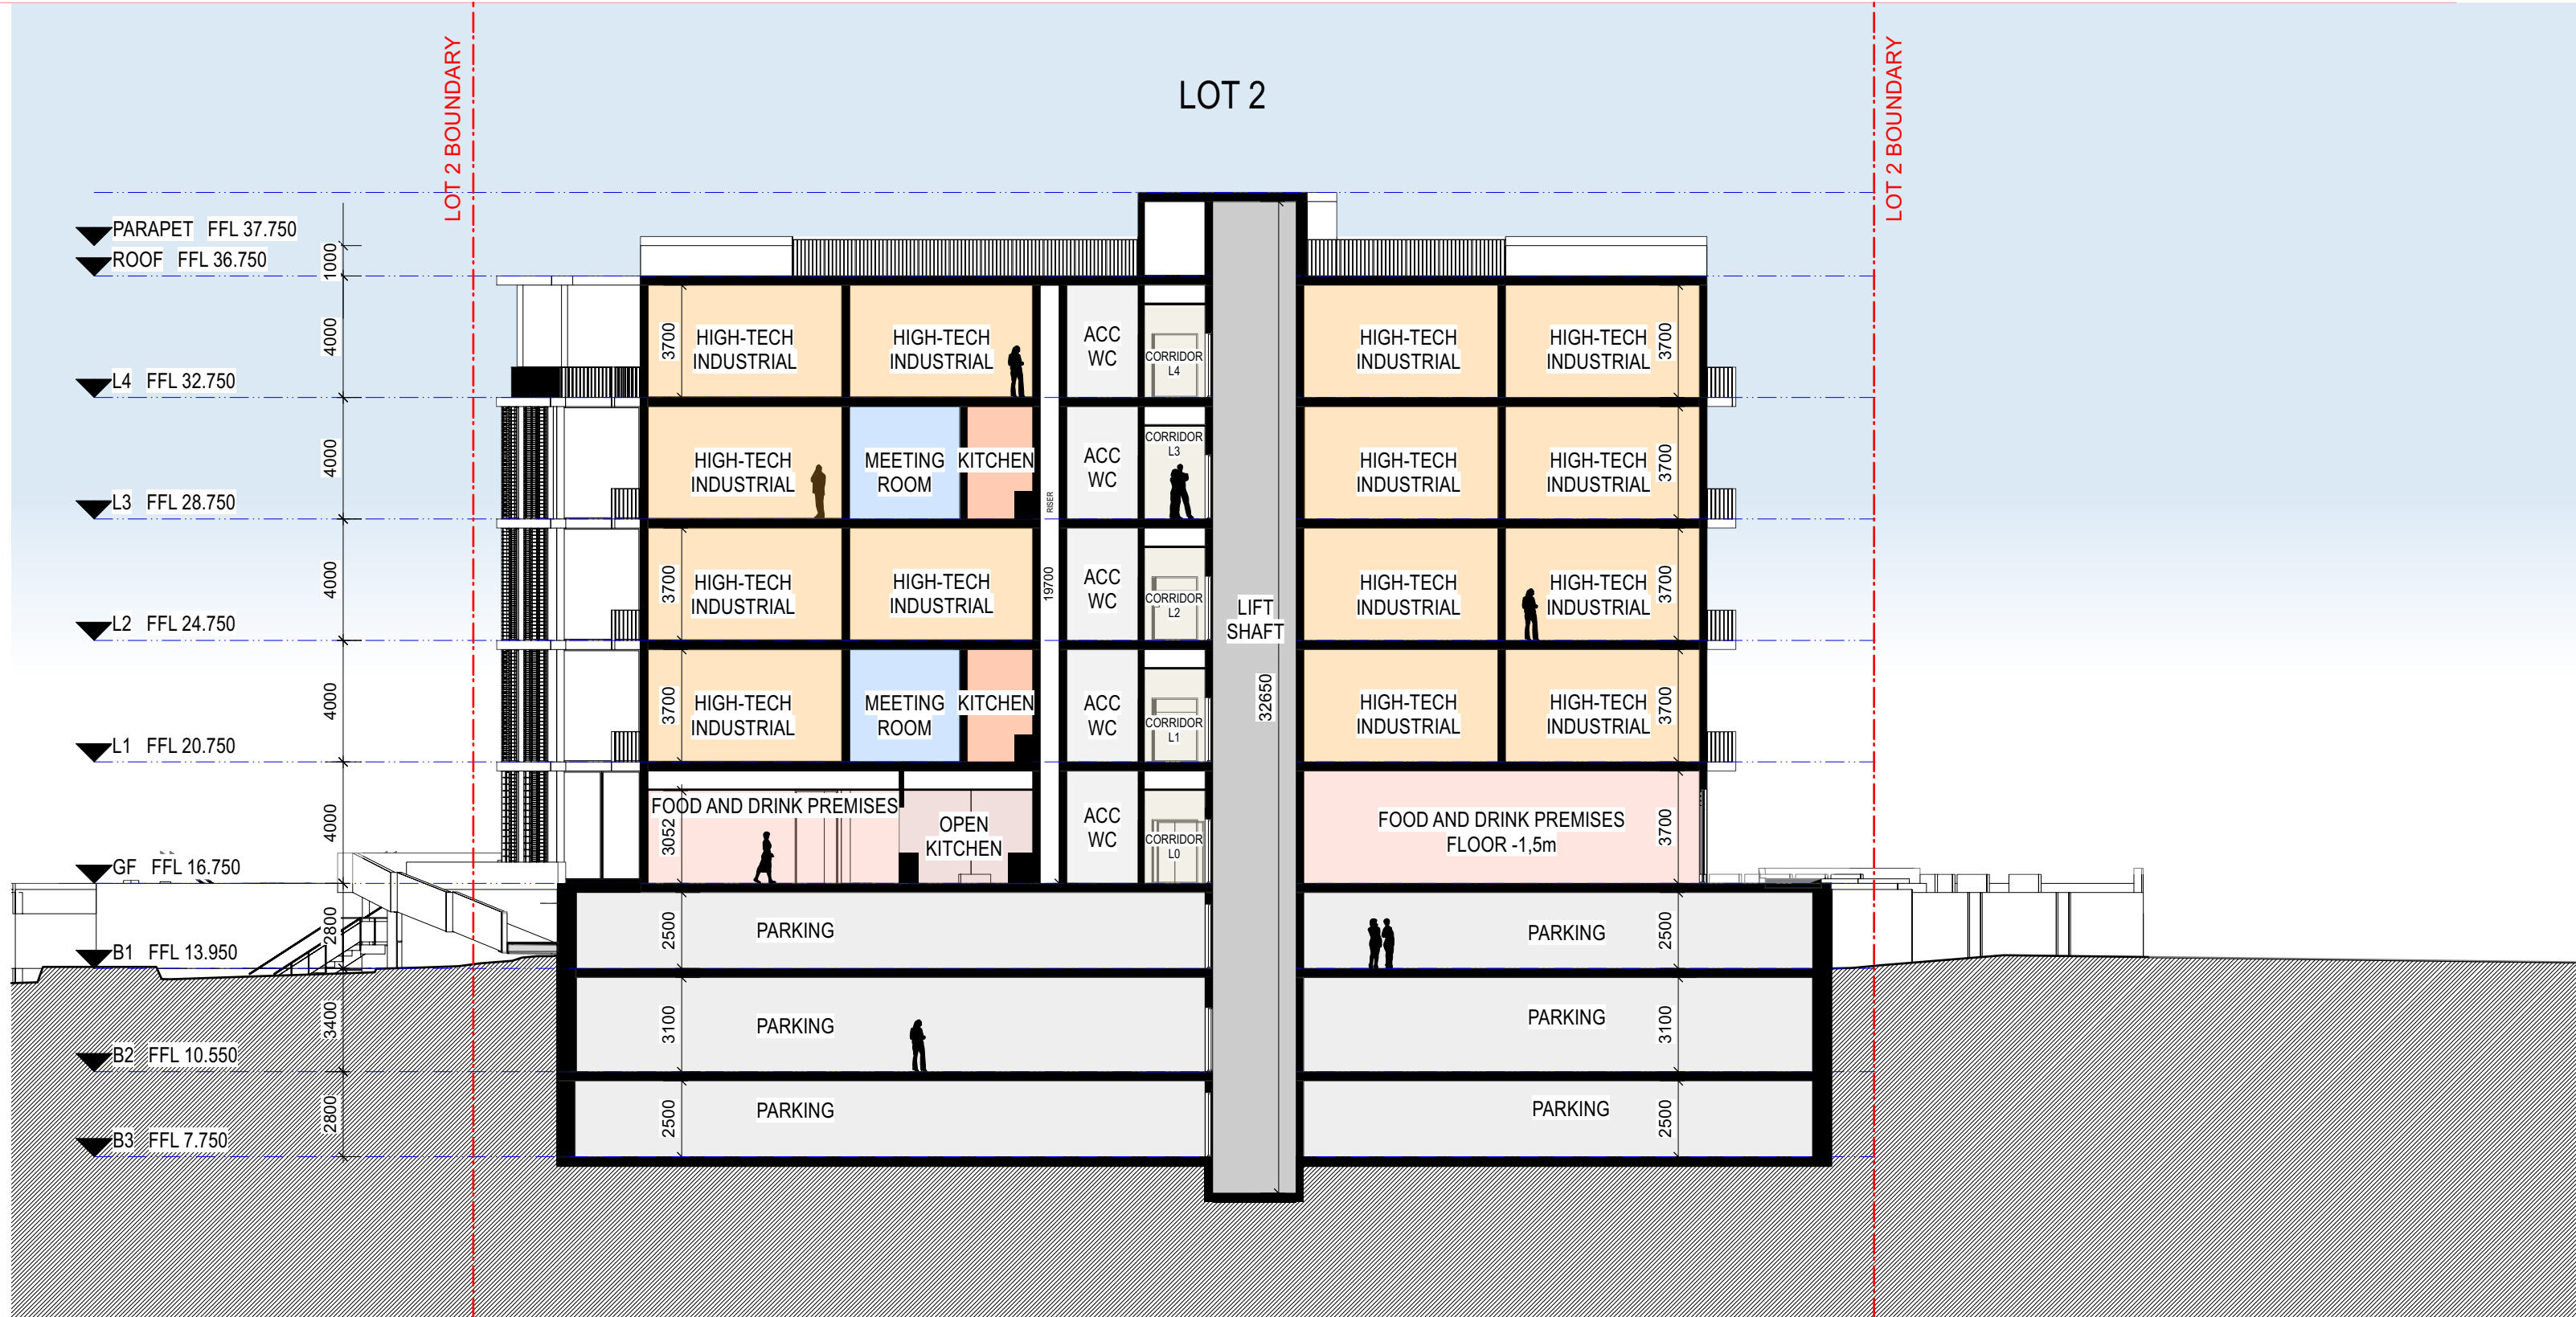 LOT 2
LOT 2 BOUNDARY
LOT 2 BOUNDARY
PARAPET FFL 37.750
ROOF FFL 36.750
1000
4000
HIGH-TECH
INDUSTRIAL
3700
HIGH-TECH
INDUSTRIAL
ACC
WC
CORRIDOR
L4
HIGH-TECH
INDUSTRIAL
HIGH-TECH
INDUSTRIAL
3700
L4 FFL 32.750
4000
HIGH-TECH
INDUSTRIAL
MEETING
ROOM
KITCHEN
RISER
ACC
WC
CORRIDOR
L3
HIGH-TECH
INDUSTRIAL
HIGH-TECH
INDUSTRIAL
3700
L3 FFL 28.750
4000
3700
HIGH-TECH
INDUSTRIAL
HIGH-TECH
INDUSTRIAL
19700
ACC
WC
CORRIDOR
L2
LIFT
SHAFT
32650
HIGH-TECH
INDUSTRIAL
HIGH-TECH
INDUSTRIAL
3700
L2 FFL 24.750
4000
3700
HIGH-TECH
INDUSTRIAL
MEETING
ROOM
KITCHEN
ACC
WC
CORRIDOR
L1
HIGH-TECH
INDUSTRIAL
HIGH-TECH
INDUSTRIAL
3700
L1 FFL 20.750
4000
3052
FOOD AND DRINK PREMISES
OPEN
KITCHEN
ACC
WC
CORRIDOR
L0
FOOD AND DRINK PREMISES
FLOOR -1,5m
3700
GF FFL 16.750
2800
2500
PARKING
PARKING
2500
B1 FFL 13.950
3400
3100
PARKING
PARKING
3100
B2 FFL 10.550
2800
2500
PARKING
PARKING
2500
B3 FFL 7.750